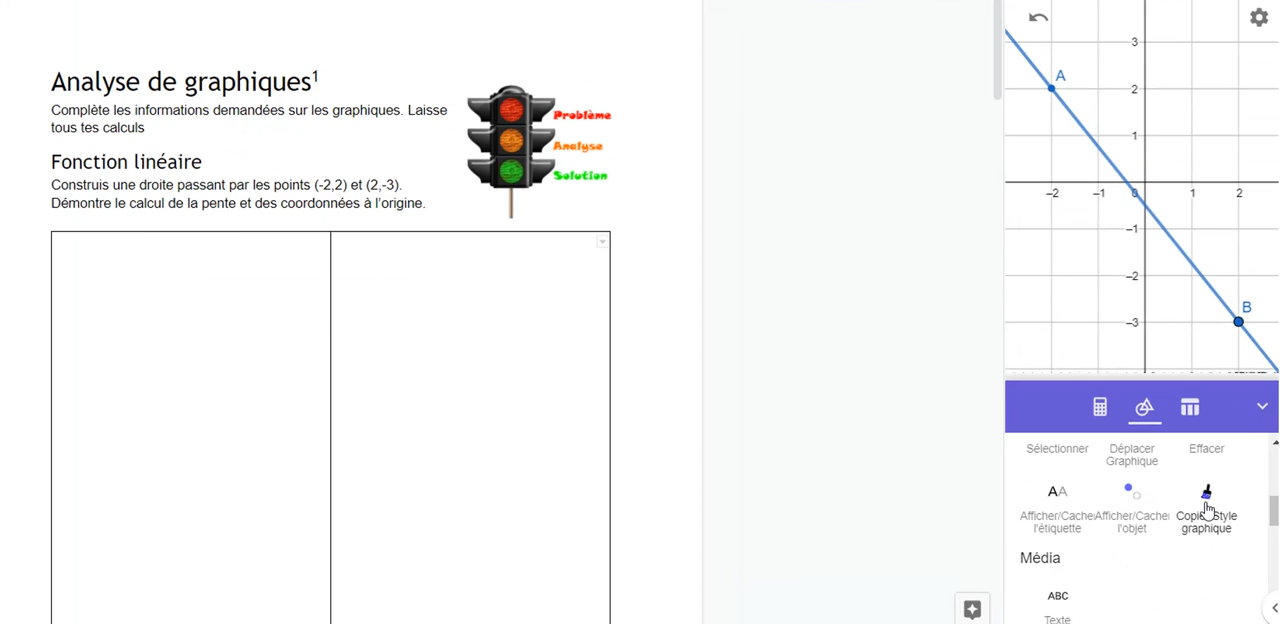 Analyse de graphiques¹
Complète les informations demandées sur les graphiques. Laisse
tous tes calculs
Problème
Analyse
Solution
Fonction linéaire
Construis une droite passant par les points (-2,2) et (2,-3).
Démontre le calcul de la pente et des coordonnées à l'origine.
3
A
2
1
–2
–1
0
1
2
–1
–2
B
–3
Sélectionner
Déplacer
Graphique
Effacer
AA
Afficher/Cacher
l'étiquette
Afficher/Cacher
l'objet
Style
graphique
Média
ABC
Texte